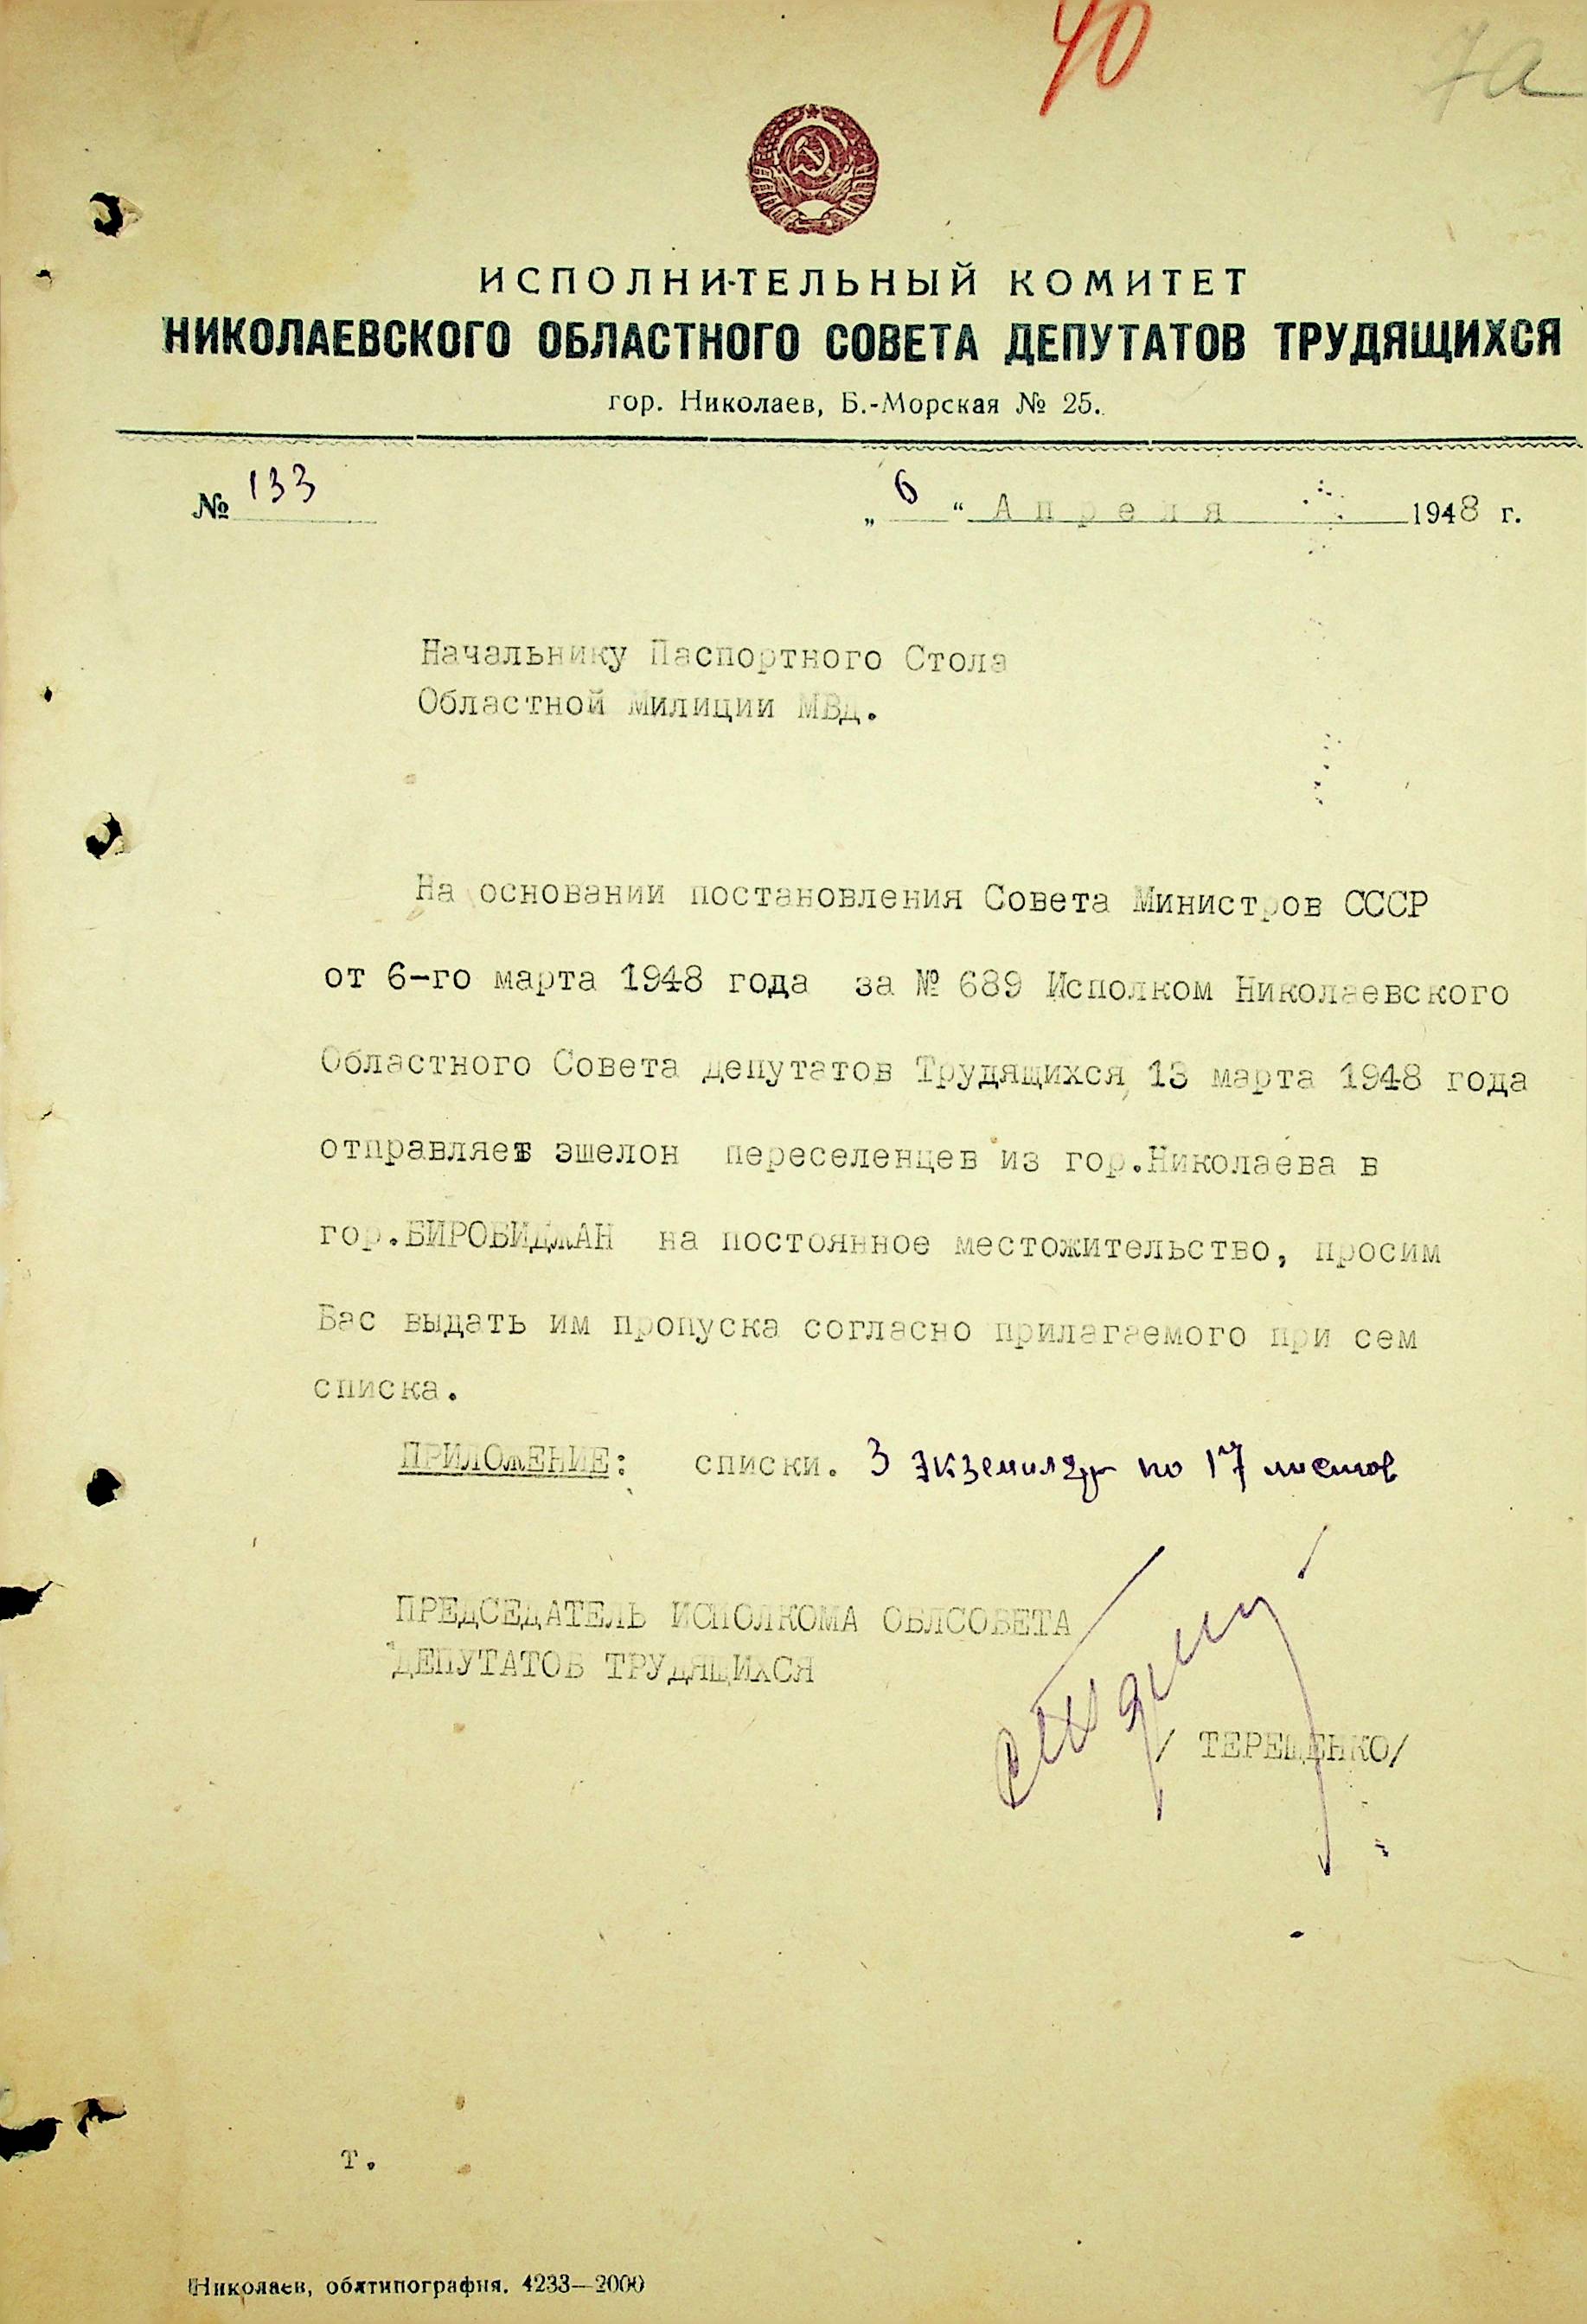 40
7а
ИСПОЛНИТЕЛЬНЫЙ КОМИТЕТ
НИКОЛАЕВСКОГО ОБЛАСТНОГО СОВЕТА ДЕПУТАТОВ ТРУДЯЩИХСЯ
гор. Николаев, Б.-Морская № 25.
№ 133
„ 6 “ Апреля 1948 г.
Начальнику Паспортного Стола
Областной Милиции МВД.
На основании постановления Совета Министров СССР
от 6-го марта 1948 года за № 689 Исполком Николаевского
Областного Совета депутатов Трудящихся, 13 марта 1948 года
отправляет эшелон переселенцев из гор.Николаева в
гор.БИРОБИДЖАН на постоянное местожительство, просим
Вас выдать им пропуска согласно прилагаемого при сем
списка.
ПРИЛОЖЕНИЕ: списки. 3 экземпляр по 17 листов
ПРЕДСЕДАТЕЛЬ ИСПОЛКОМА ОБЛСОВЕТА
ДЕПУТАТОВ ТРУДЯЩИХСЯ
/ ТЕРЕЩЕНКО/
т.
Николаев, облтипография. 4233—2000